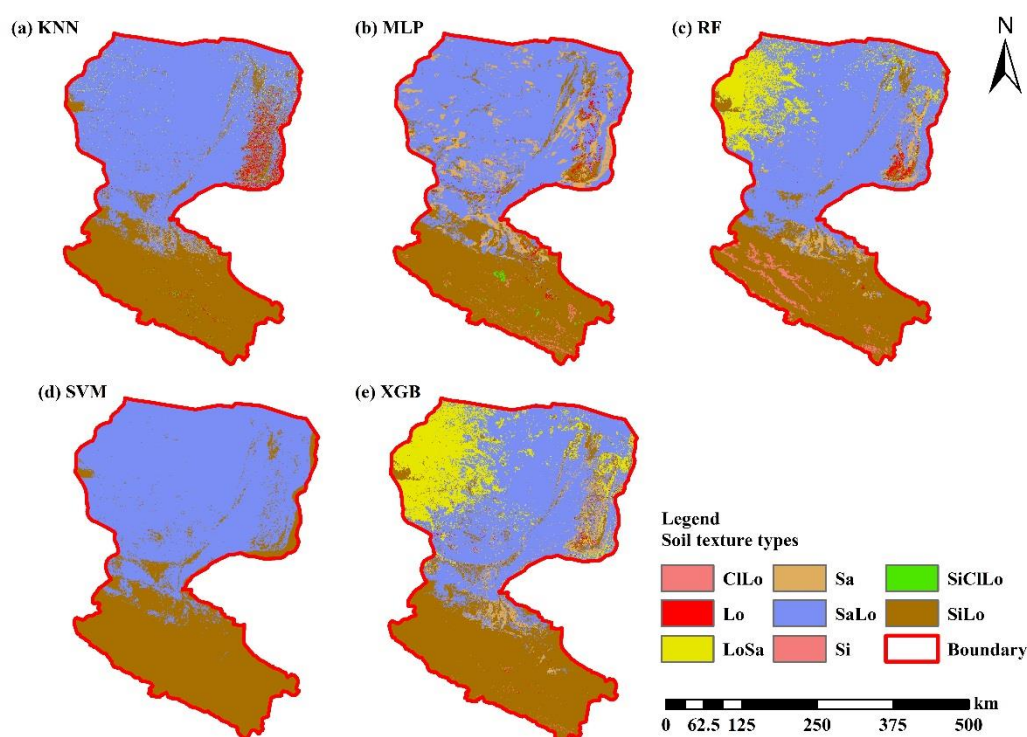 (a) KNN
(b) MLP
(c) RF
N
(d) SVM
(e) XGB
Legend
Soil texture types
ClLo
Sa
SiClLo
Lo
SaLo
SiLo
LoSa
Si
Boundary
km
0 62.5 125 250 375 500